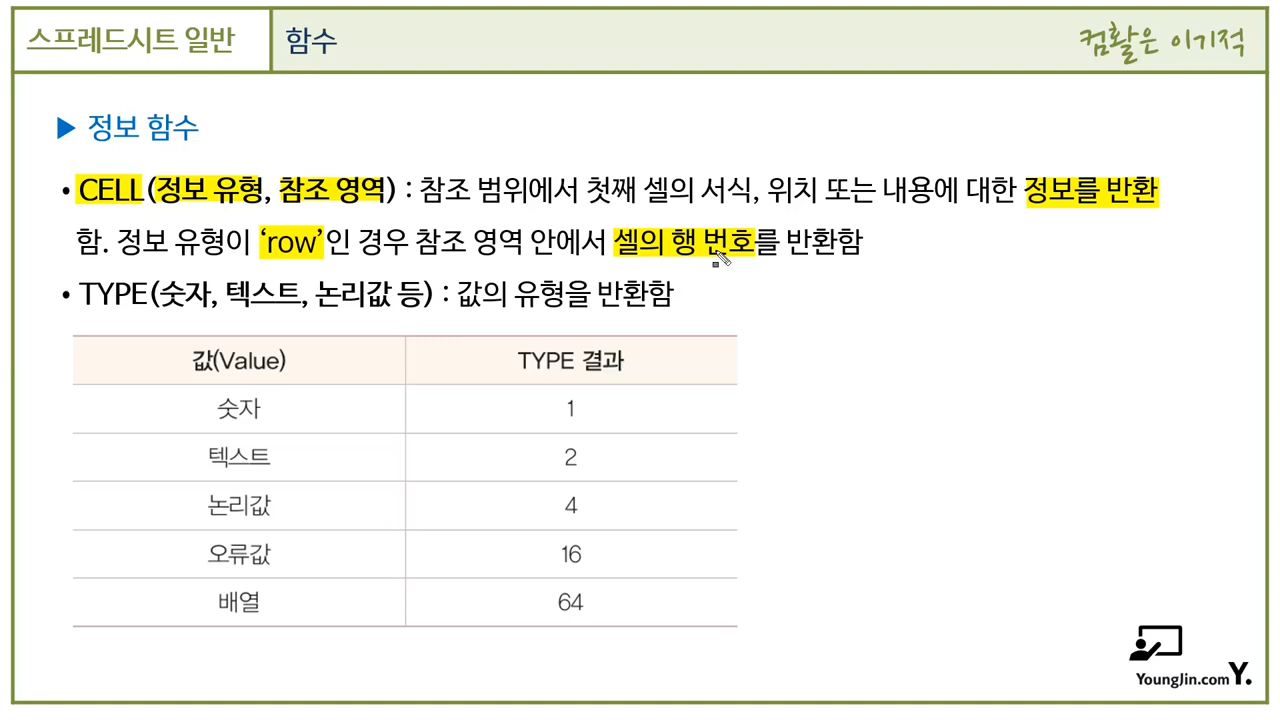 스프레드시트 일반
함수
컴활은 이기적
▶ 정보 함수
• CELL(정보 유형, 참조 영역) : 참조 범위에서 첫째 셀의 서식, 위치 또는 내용에 대한 정보를 반환
함. 정보 유형이 ‘row’인 경우 참조 영역 안에서 셀의 행 번호를 반환함
• TYPE(숫자, 텍스트, 논리값 등) : 값의 유형을 반환함
값(Value) TYPE 결과
숫자 1
텍스트 2
논리값 4
오류값 16
배열 64
YoungJin.com Y.